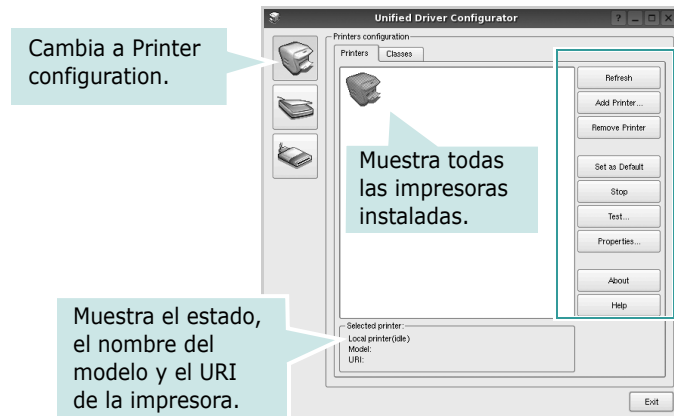 Unified Driver Configurator
Cambia a Printer
configuration.
Printers configuration
Printers
Classes
Refresh
Add Printer...
Remove Printer
Set as Default
Stop
Test...
Properties...
About
Help
Muestra todas
las impresoras
instaladas.
Selected printer:
Local printer(idle)
Model:
URI:
Muestra el estado,
el nombre del
modelo y el URI
de la impresora.
Exit